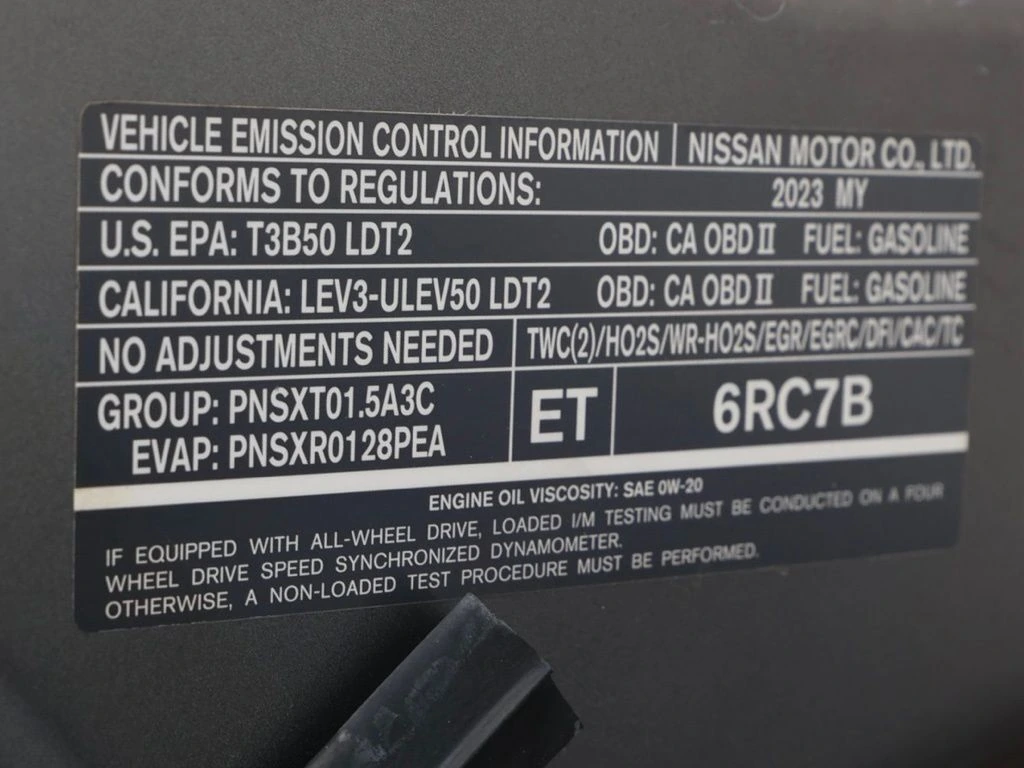 VEHICLE EMISSION CONTROL INFORMATION | NISSAN MOTOR CO., LTD.
CONFORMS TO REGULATIONS: 2023 MY
U.S. EPA: T3B50 LDT2 OBD: CA OBD II FUEL: GASOLINE
CALIFORNIA: LEV3-ULEV50 LDT2 OBD: CA OBD II FUEL: GASOLINE
NO ADJUSTMENTS NEEDED TWC(2)/HO2S/WR-HO2S/EGR/EGRC/DFI/CAC/TC
GROUP: PNSXT01.5A3C ET 6RC7B
EVAP: PNSXR0128PEA
ENGINE OIL VISCOSITY: SAE 0W-20
IF EQUIPPED WITH ALL-WHEEL DRIVE, LOADED I/M TESTING MUST BE CONDUCTED ON A FOUR
WHEEL DRIVE SPEED SYNCHRONIZED DYNAMOMETER.
OTHERWISE, A NON-LOADED TEST PROCEDURE MUST BE PERFORMED.